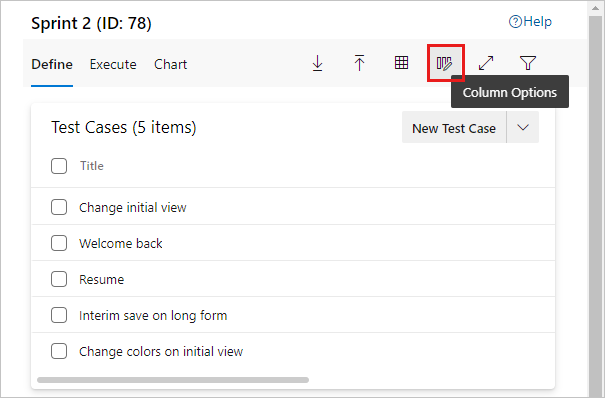 Sprint 2 (ID: 78)
Help
Define Execute Chart
Column Options
Test Cases (5 items)
New Test Case
Title
Change initial view
Welcome back
Resume
Interim save on long form
Change colors on initial view